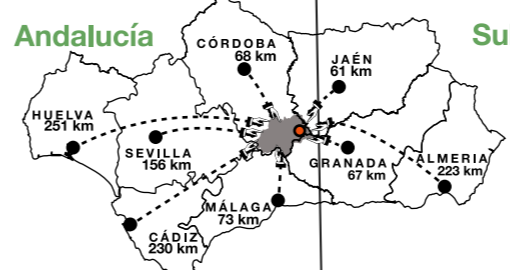 Andalucía
Su
CÓRDOBA
68 km
JAÉN
61 km
HUELVA
251 km
SEVILLA
156 km
GRANADA
67 km
ALMERIA
223 km
MÁLAGA
73 km
CÁDIZ
230 km